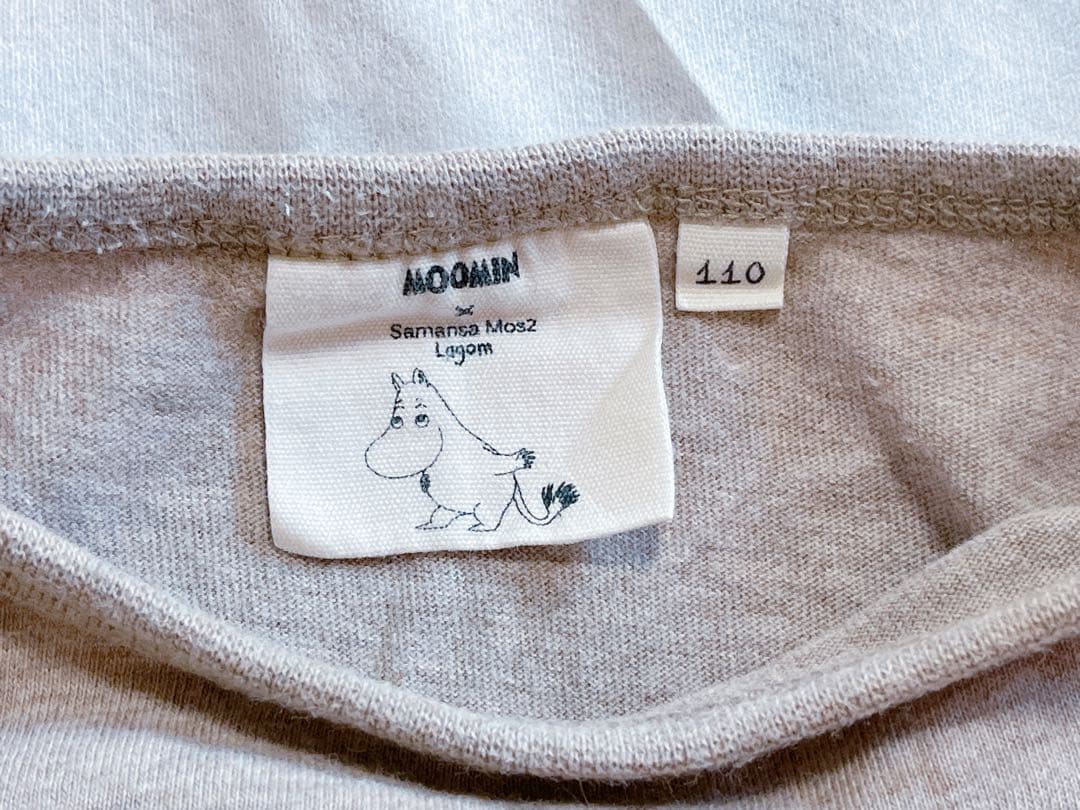 MOOMIN
×
Samansa Mos2
Lagom
110